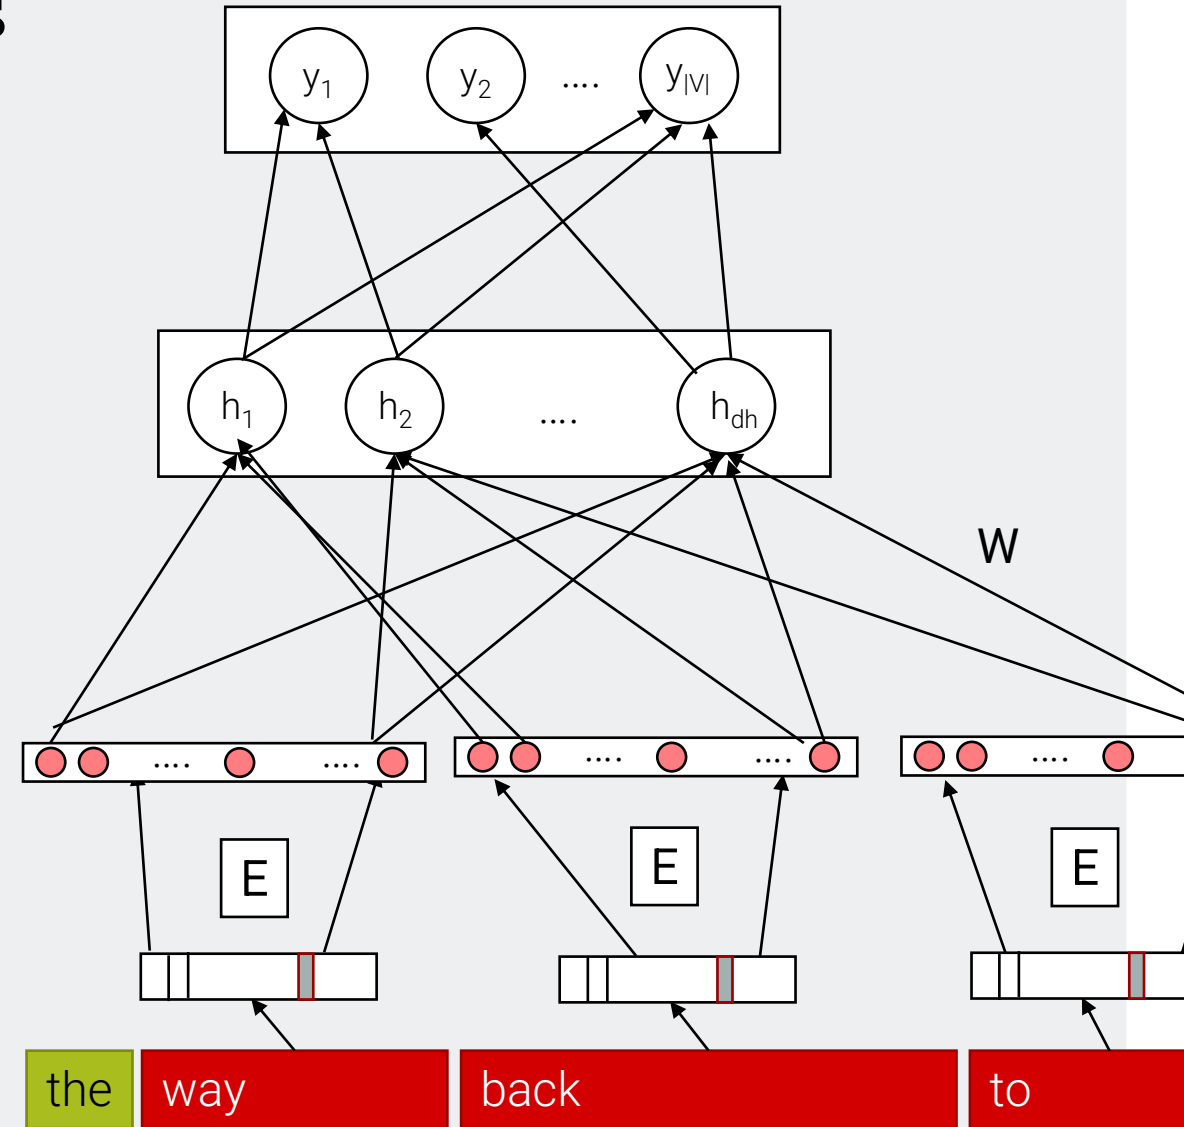 y1 y2 .... y|V|
h1 h2 .... hdh
W
.... .... .... .... ....
E E E
the way back to